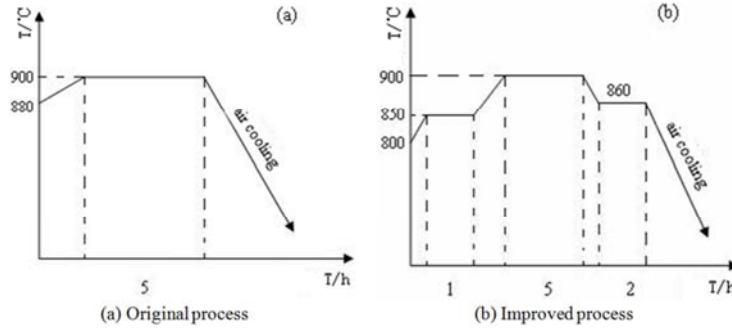 T/℃
(a)
900
880
air cooling
T/h
5
(a) Original process
T/℃
(b)
900
860
850
800
air cooling
T/h
1 5 2
(b) Improved process